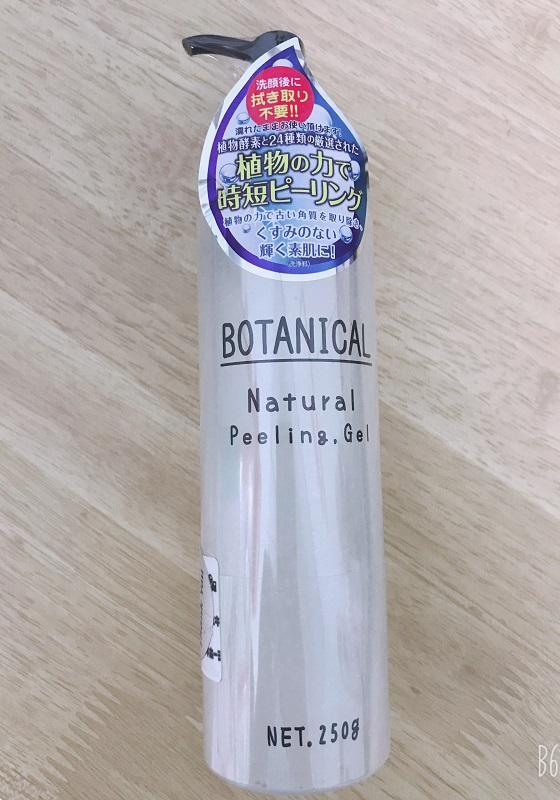 洗顔後に
拭き取り
不要!!
濡れたままお使い頂けます。
植物酵素と24種類の厳選された
植物の力で
時短ピーリング
植物の力で古い角質を取り除き、
くすみのない
輝く素肌に!
(洗浄料)
BOTANICAL
Natural
Peeling.Gel
NET.250g
B6